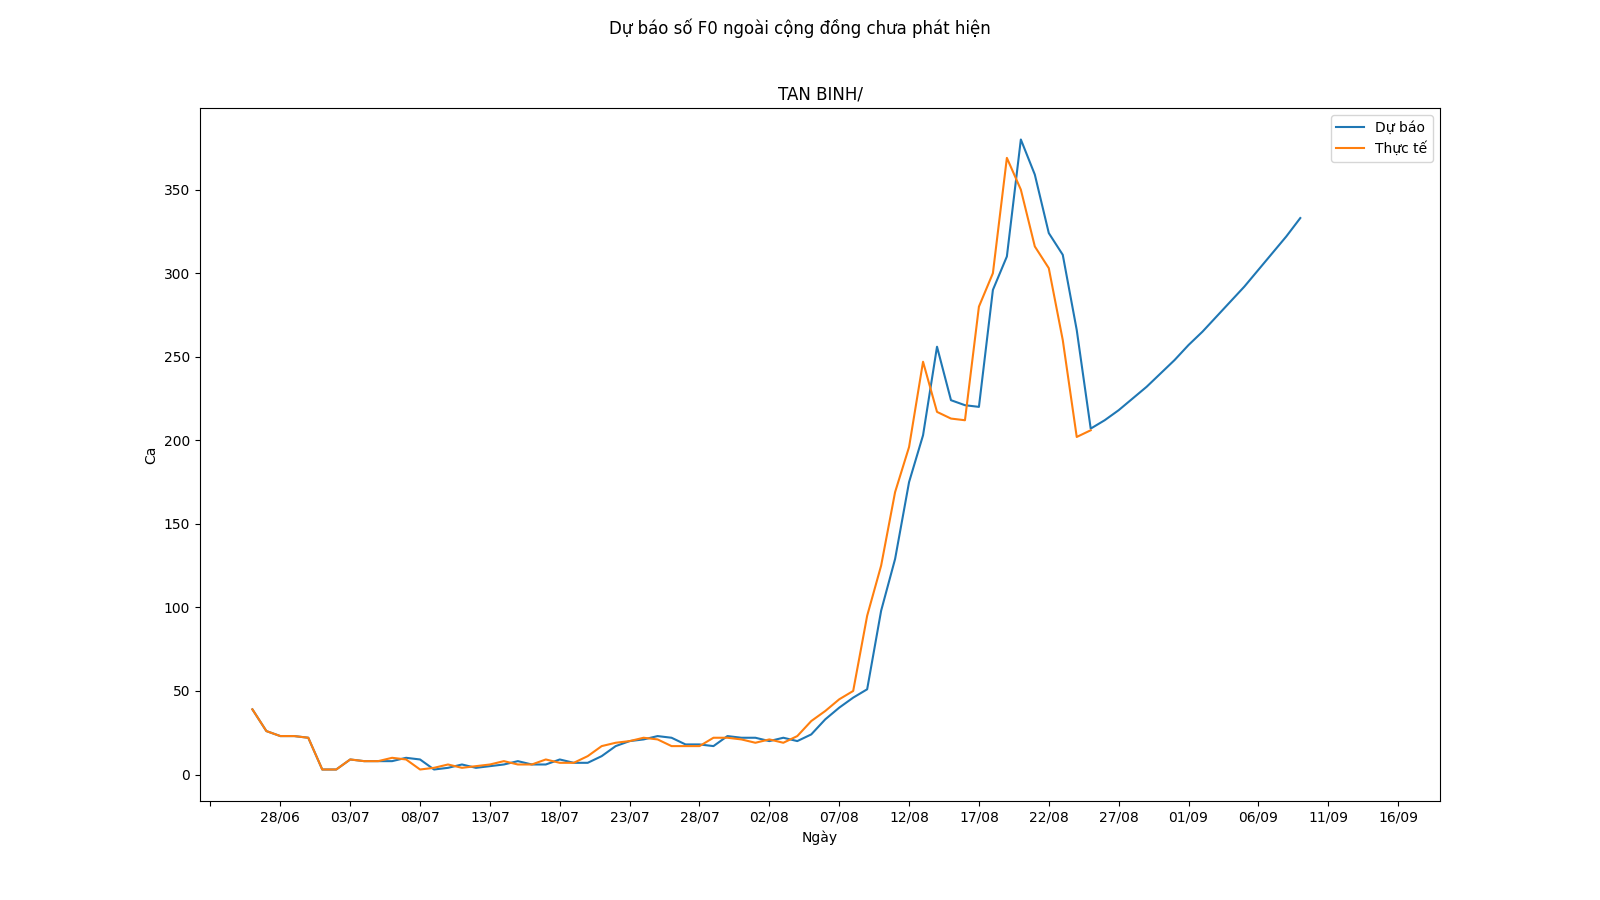 Dự báo số F0 ngoài cộng đồng chưa phát hiện
TAN BINH/
Dự báo
Thực tế
350
300
250
200
150
100
50
0
Ca
28/06 03/07 08/07 13/07 18/07 23/07 28/07 02/08 07/08 12/08 17/08 22/08 27/08 01/09 06/09 11/09 16/09
Ngày